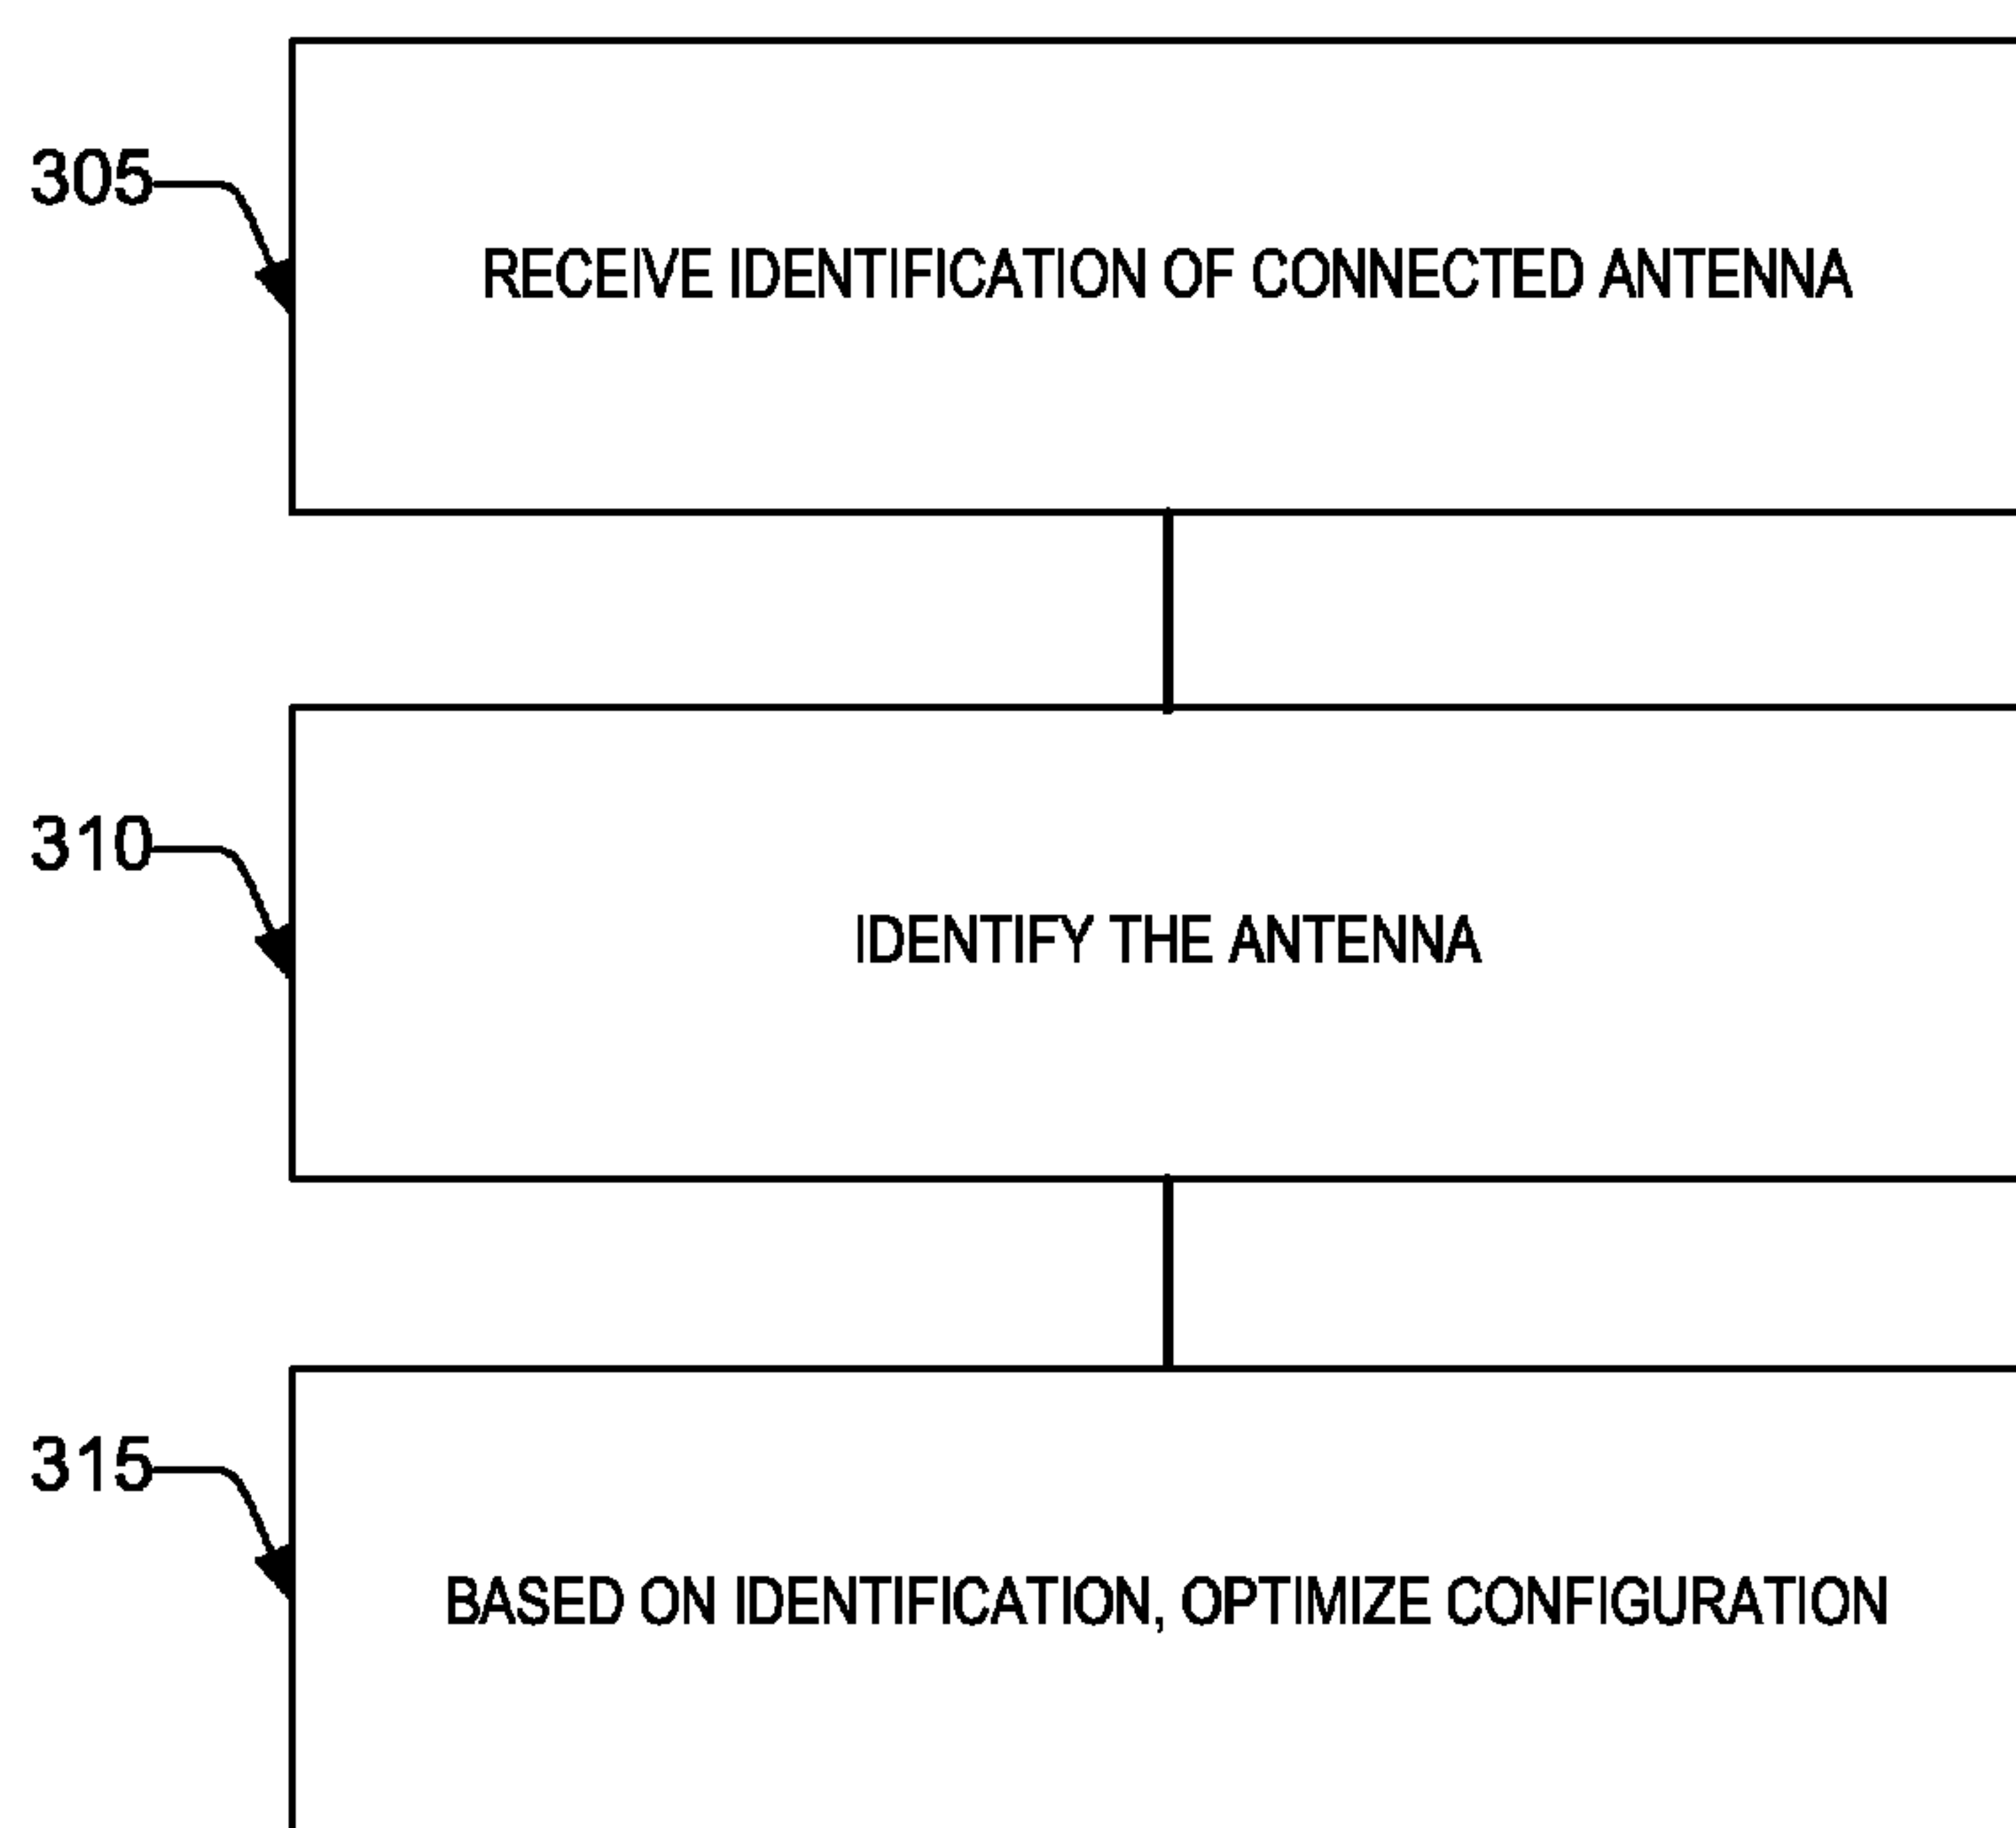 305
RECEIVE IDENTIFICATION OF CONNECTED ANTENNA
310
IDENTIFY THE ANTENNA
315
BASED ON IDENTIFICATION, OPTIMIZE CONFIGURATION